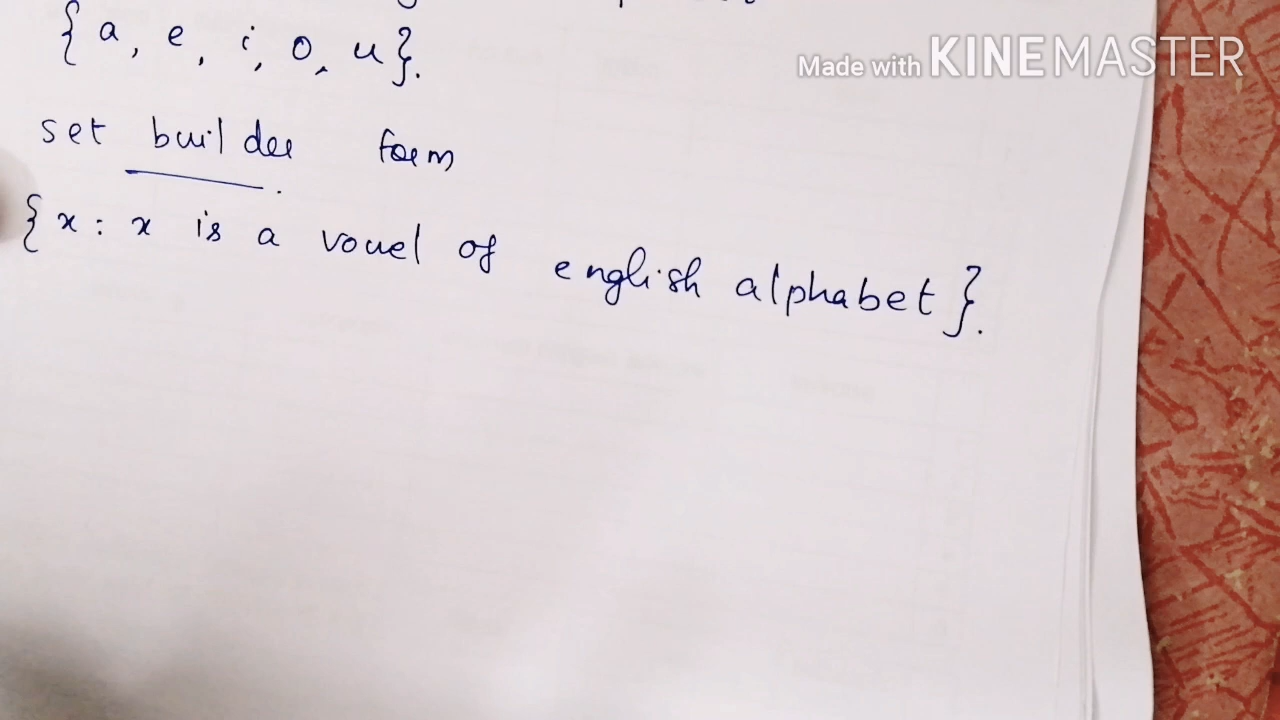 {a, e, i, o, u}.
Made with KINEMASTER
set builder form
{x : x is a vowel of english alphabet}.